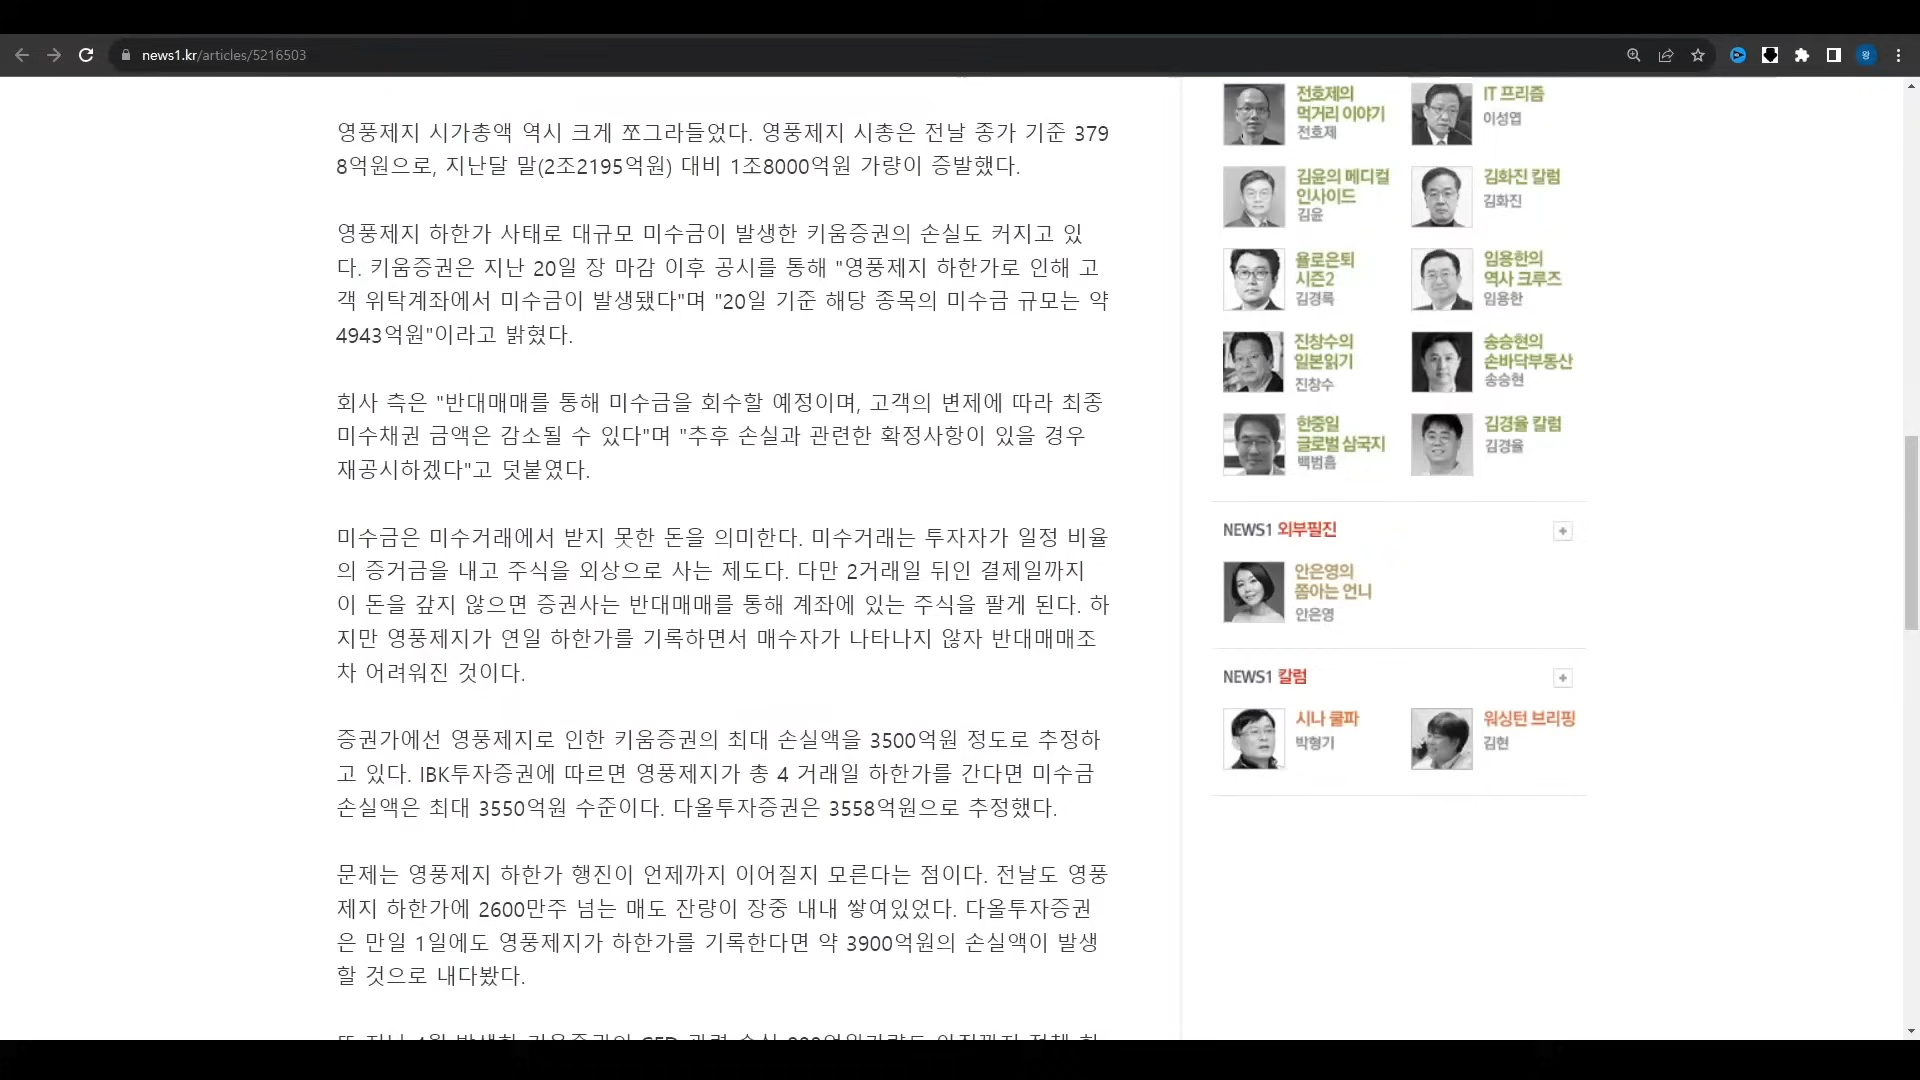 news1.kr/articles/5216503
영풍제지 시가총액 역시 크게 쪼그라들었다. 영풍제지 시총은 전날 종가 기준 379
8억원으로, 지난달 말(2조2195억원) 대비 1조8000억원 가량이 증발했다.
영풍제지 하한가 사태로 대규모 미수금이 발생한 키움증권의 손실도 커지고 있
다. 키움증권은 지난 20일 장 마감 이후 공시를 통해 "영풍제지 하한가로 인해 고
객 위탁계좌에서 미수금이 발생됐다"며 "20일 기준 해당 종목의 미수금 규모는 약
4943억원"이라고 밝혔다.
회사 측은 "반대매매를 통해 미수금을 회수할 예정이며, 고객의 변제에 따라 최종
미수채권 금액은 감소될 수 있다"며 "추후 손실과 관련한 확정사항이 있을 경우
재공시하겠다"고 덧붙였다.
미수금은 미수거래에서 받지 못한 돈을 의미한다. 미수거래는 투자자가 일정 비율
의 증거금을 내고 주식을 외상으로 사는 제도다. 다만 2거래일 뒤인 결제일까지
이 돈을 갚지 않으면 증권사는 반대매매를 통해 계좌에 있는 주식을 팔게 된다. 하
지만 영풍제지가 연일 하한가를 기록하면서 매수자가 나타나지 않자 반대매매조
차 어려워진 것이다.
증권가에선 영풍제지로 인한 키움증권의 최대 손실액을 3500억원 정도로 추정하
고 있다. IBK투자증권에 따르면 영풍제지가 총 4 거래일 하한가를 간다면 미수금
손실액은 최대 3550억원 수준이다. 다올투자증권은 3558억원으로 추정했다.
문제는 영풍제지 하한가 행진이 언제까지 이어질지 모른다는 점이다. 전날도 영풍
제지 하한가에 2600만주 넘는 매도 잔량이 장중 내내 쌓여있었다. 다올투자증권
은 만일 1일에도 영풍제지가 하한가를 기록한다면 약 3900억원의 손실액이 발생
할 것으로 내다봤다.
전호제의
먹거리 이야기
전호제
IT 프리즘
이성엽
김윤의 메디컬
인사이드
김윤
김화진 칼럼
김화진
욜로은퇴
시즌2
김경록
임용한의
역사 크루즈
임용한
진창수의
일본읽기
진창수
송승현의
손바닥부동산
송승현
한중일
글로벌 삼국지
백범흠
김경율 칼럼
김경율
NEWS1 외부필진
안은영의
쫌아는 언니
안은영
NEWS1 칼럼
시나 쿨파
박형기
워싱턴 브리핑
김현